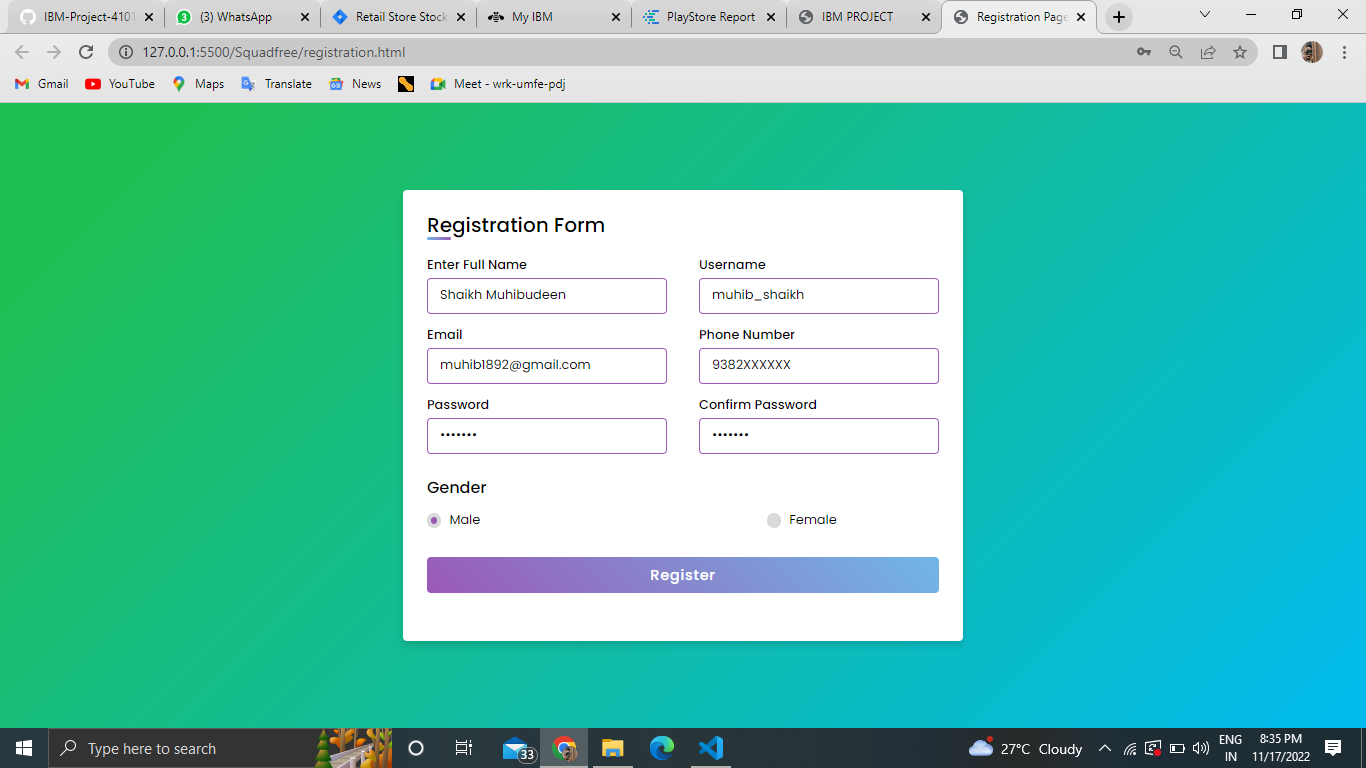 IBM-Project-4101
(3) WhatsApp
Retail Store Stock
My IBM
PlayStore Report
IBM PROJECT
Registration Page
127.0.0.1:5500/Squadfree/registration.html
Gmail
YouTube
Maps
Translate
News
Meet - wrk-umfe-pdj
Registration Form
Enter Full Name
Username
Shaikh Muhibudeen
muhib_shaikh
Email
Phone Number
muhib1892@gmail.com
9382XXXXXX
Password
Confirm Password
•••••••
•••••••
Gender
Male
Female
Register
Type here to search
33
27°C Cloudy
ENG
IN
8:35 PM
11/17/2022